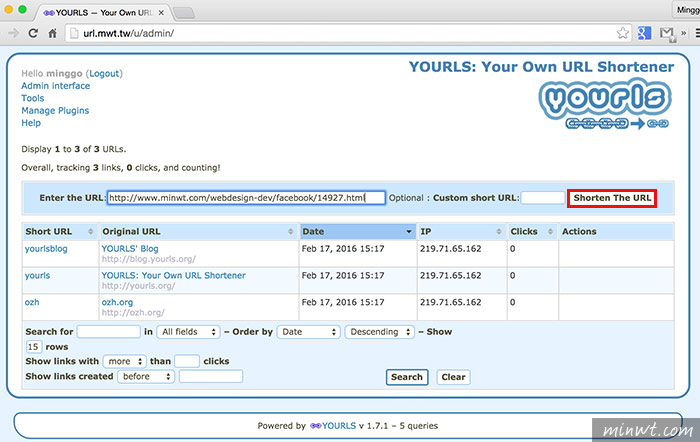 YOURLS — Your Own URL
Minggo
url.mwt.tw/u/admin/
YOURLS: Your Own URL Shortener
yourls
Hello minggo (Logout)
Admin interface
Tools
Manage Plugins
Help
Display 1 to 3 of 3 URLs.
Overall, tracking 3 links, 0 clicks, and counting!
Enter the URL: http://www.minwt.com/webdesign-dev/facebook/14927.html Optional : Custom short URL: Shorten The URL
Short URL Original URL Date IP Clicks Actions
yourlsblog YOURLS' Blog Feb 17, 2016 15:17 219.71.65.162 0
http://blog.yourls.org/
yourls YOURLS: Your Own URL Shortener Feb 17, 2016 15:17 219.71.65.162 0
http://yourls.org/
ozh ozh.org Feb 17, 2016 15:17 219.71.65.162 0
http://ozh.org/
Search for in All fields – Order by Date Descending – Show
15 rows
Show links with more than clicks
Show links created before Search Clear
Powered by YOURLS v 1.7.1 – 5 queries
minwt.com